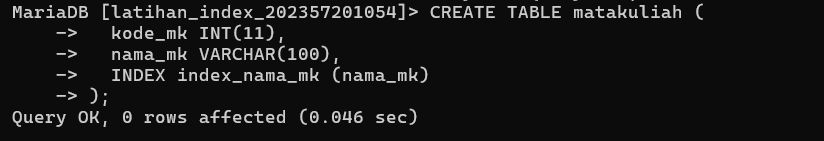 MariaDB [latihan_index_202357201054]> CREATE TABLE matakuliah (
    ->   kode_mk INT(11),
    ->   nama_mk VARCHAR(100),
    ->   INDEX index_nama_mk (nama_mk)
    -> );
Query OK, 0 rows affected (0.046 sec)